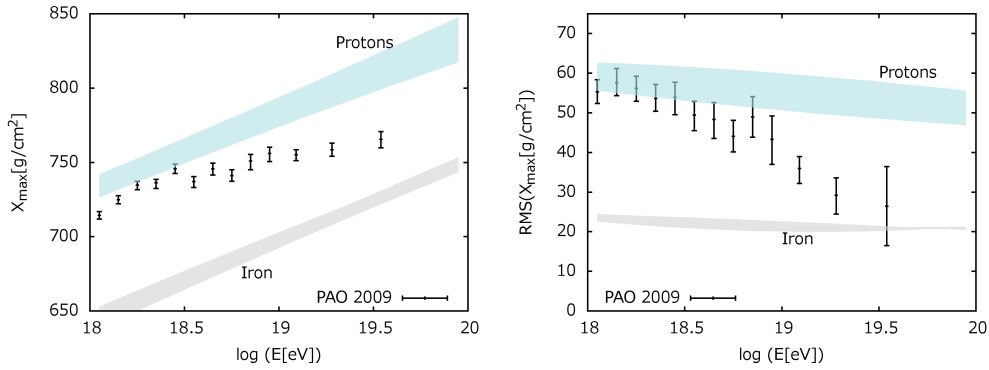 850
800
750
700
650
X_max[g/cm²]
Protons
Iron
PAO 2009
18
18.5
19
19.5
20
log (E[eV])
70
60
50
40
30
20
10
0
RMS(X_max[g/cm²])
Protons
Iron
PAO 2009
18
18.5
19
19.5
20
log (E[eV])